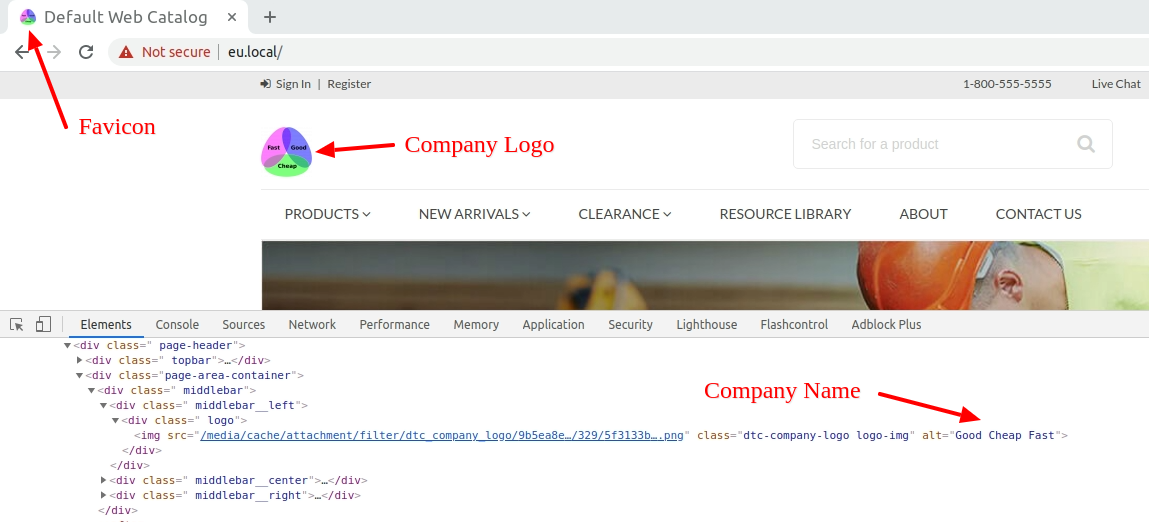 Default Web Catalog × +
Not secure | eu.local/
Favicon
Sign In | Register 1-800-555-5555 Live Chat
Company Logo
Fast Good
Cheap
Search for a product
PRODUCTS NEW ARRIVALS CLEARANCE RESOURCE LIBRARY ABOUT CONTACT US
Elements Console Sources Network Performance Memory Application Security Lighthouse Flashcontrol Adblock Plus
<div class=" page-header">
<div class=" topbar">…</div>
<div class="page-area-container">
<div class=" middlebar">
Company Name
<div class=" middlebar__left">
<div class=" logo">
<img src="/media/cache/attachment/filter/dtc_company_logo/9b5ea8e…/329/5f3133b….png" class="dtc-company-logo logo-img" alt="Good Cheap Fast">
</div>
</div>
<div class=" middlebar__center">…</div>
<div class=" middlebar__right">…</div>
</div>